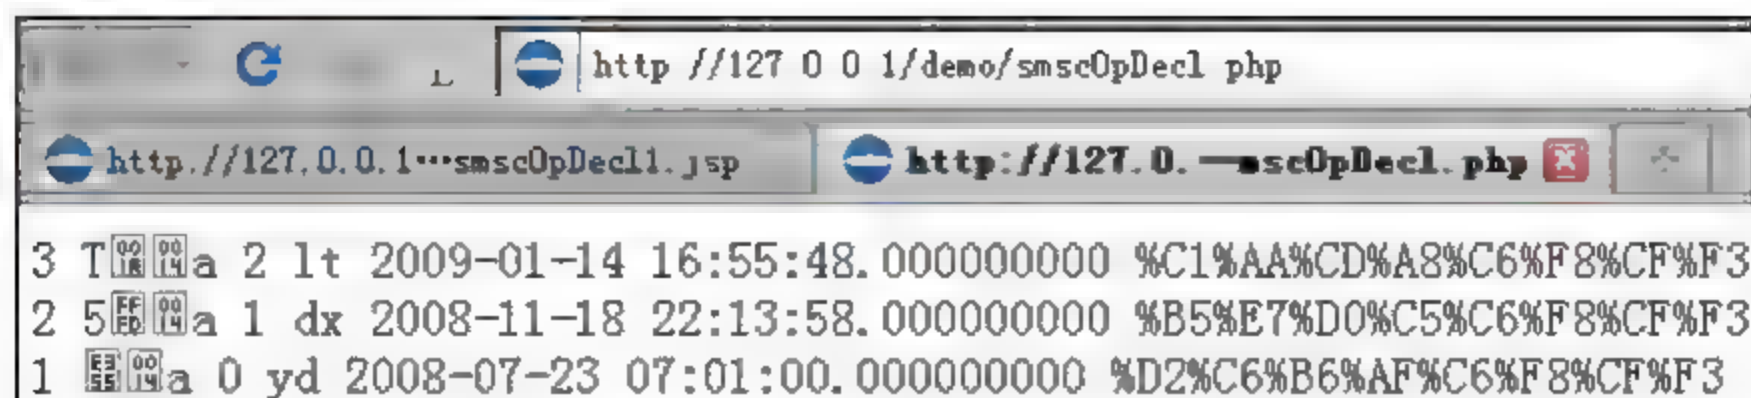 http //127 0 0 1/demo/smscOpDecl php
http.//127.0.0.1…smscOpDecl1.jsp http://127.0.—mscOpDecl.php
3 T a 2 lt 2009-01-14 16:55:48.000000000 %C1%AA%CD%A8%C6%F8%CF%F3
2 5 a 1 dx 2008-11-18 22:13:58.000000000 %B5%E7%D0%C5%C6%F8%CF%F3
1 a 0 yd 2008-07-23 07:01:00.000000000 %D2%C6%B6%AF%C6%F8%CF%F3